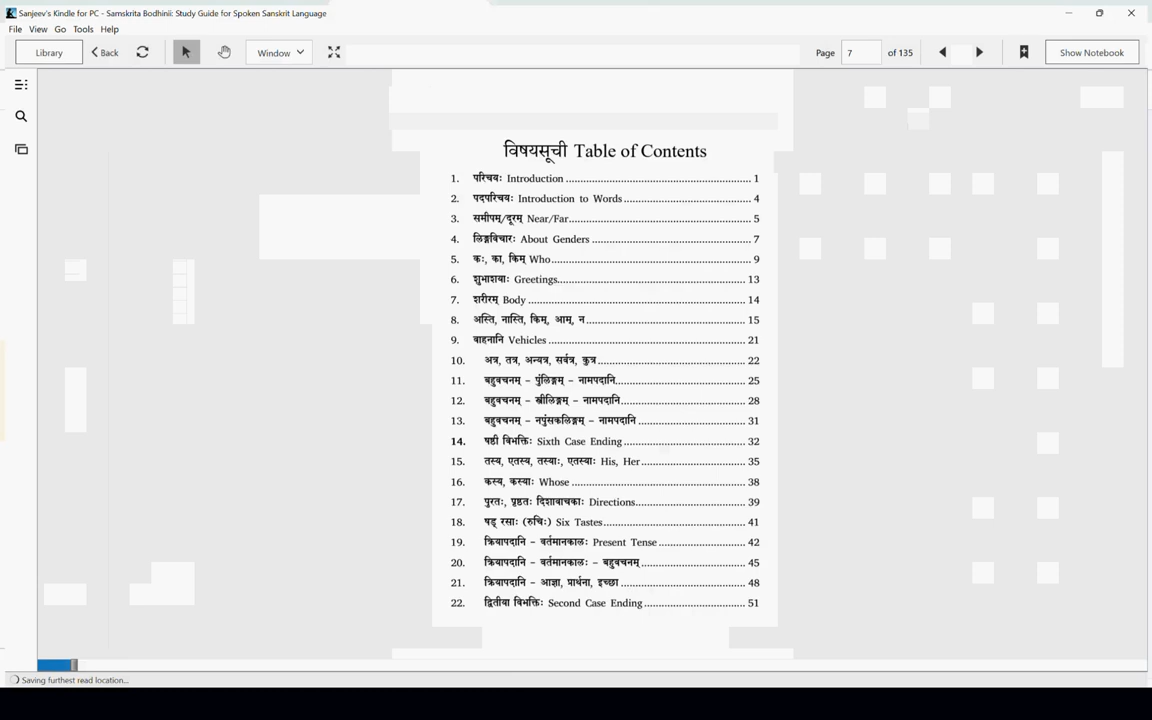 Sanjeev's Kindle for PC - Samskrita Bodhinii: Study Guide for Spoken Sanskrit Language
File View Go Tools Help
Library Back Window Page 7 of 135 Show Notebook
विषयसूची Table of Contents
1. परिचयः Introduction ........................................................ 1
2. पदपरिचयः Introduction to Words ........................................ 4
3. समीपम्/दूरम् Near/Far ...................................................... 5
4. लिङ्गविचारः About Genders ................................................ 7
5. कः, का, किम् Who ............................................................ 9
6. शुभाशयाः Greetings ........................................................ 13
7. शरीरम् Body ................................................................ 14
8. अस्ति, नास्ति, किम्, आम्, न ................................................ 15
9. वाहनानि Vehicles .......................................................... 21
10. अत्र, तत्र, अन्यत्र, सर्वत्र, कुत्र ........................................... 22
11. बहुवचनम् – पुंलिङ्गम् – नामपदानि ........................................ 25
12. बहुवचनम् – स्त्रीलिङ्गम् – नामपदानि ....................................... 28
13. बहुवचनम् – नपुंसकलिङ्गम् – नामपदानि .................................. 31
14. षष्ठी विभक्तिः Sixth Case Ending ........................................ 32
15. तस्य, एतस्य, तस्याः, एतस्याः His, Her .................................. 35
16. कस्य, कस्याः Whose ...................................................... 38
17. पुरतः, पृष्ठतः दिशावाचकाः Directions ................................... 39
18. षड् रसाः (रुचिः) Six Tastes .............................................. 41
19. क्रियापदानि – वर्तमानकालः Present Tense ............................. 42
20. क्रियापदानि – वर्तमानकालः – बहुवचनम् ................................. 45
21. क्रियापदानि – आज्ञा, प्रार्थना, इच्छा ...................................... 48
22. द्वितीया विभक्तिः Second Case Ending ................................. 51
Saving furthest read location...